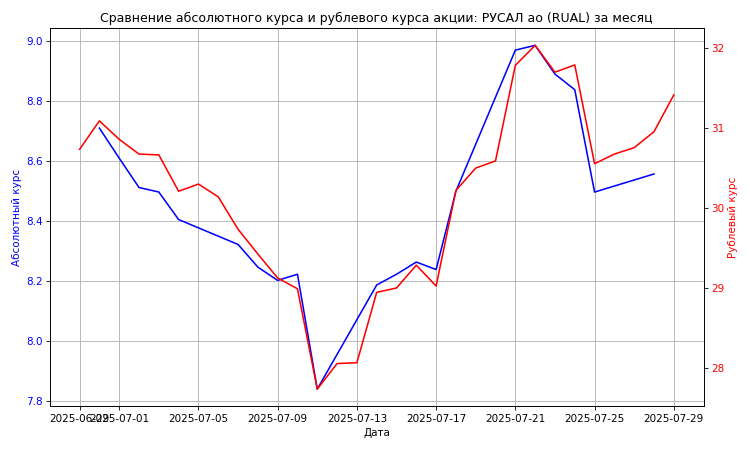 Сравнение абсолютного курса и рублевого курса акции: РУСАЛ ао (RUAL) за месяц
9.0
8.8
8.6
8.4
8.2
8.0
7.8
Абсолютный курс
32
31
30
29
28
Рублевый курс
2025-06-29 2025-07-01 2025-07-05 2025-07-09 2025-07-13 2025-07-17 2025-07-21 2025-07-25 2025-07-29
Дата